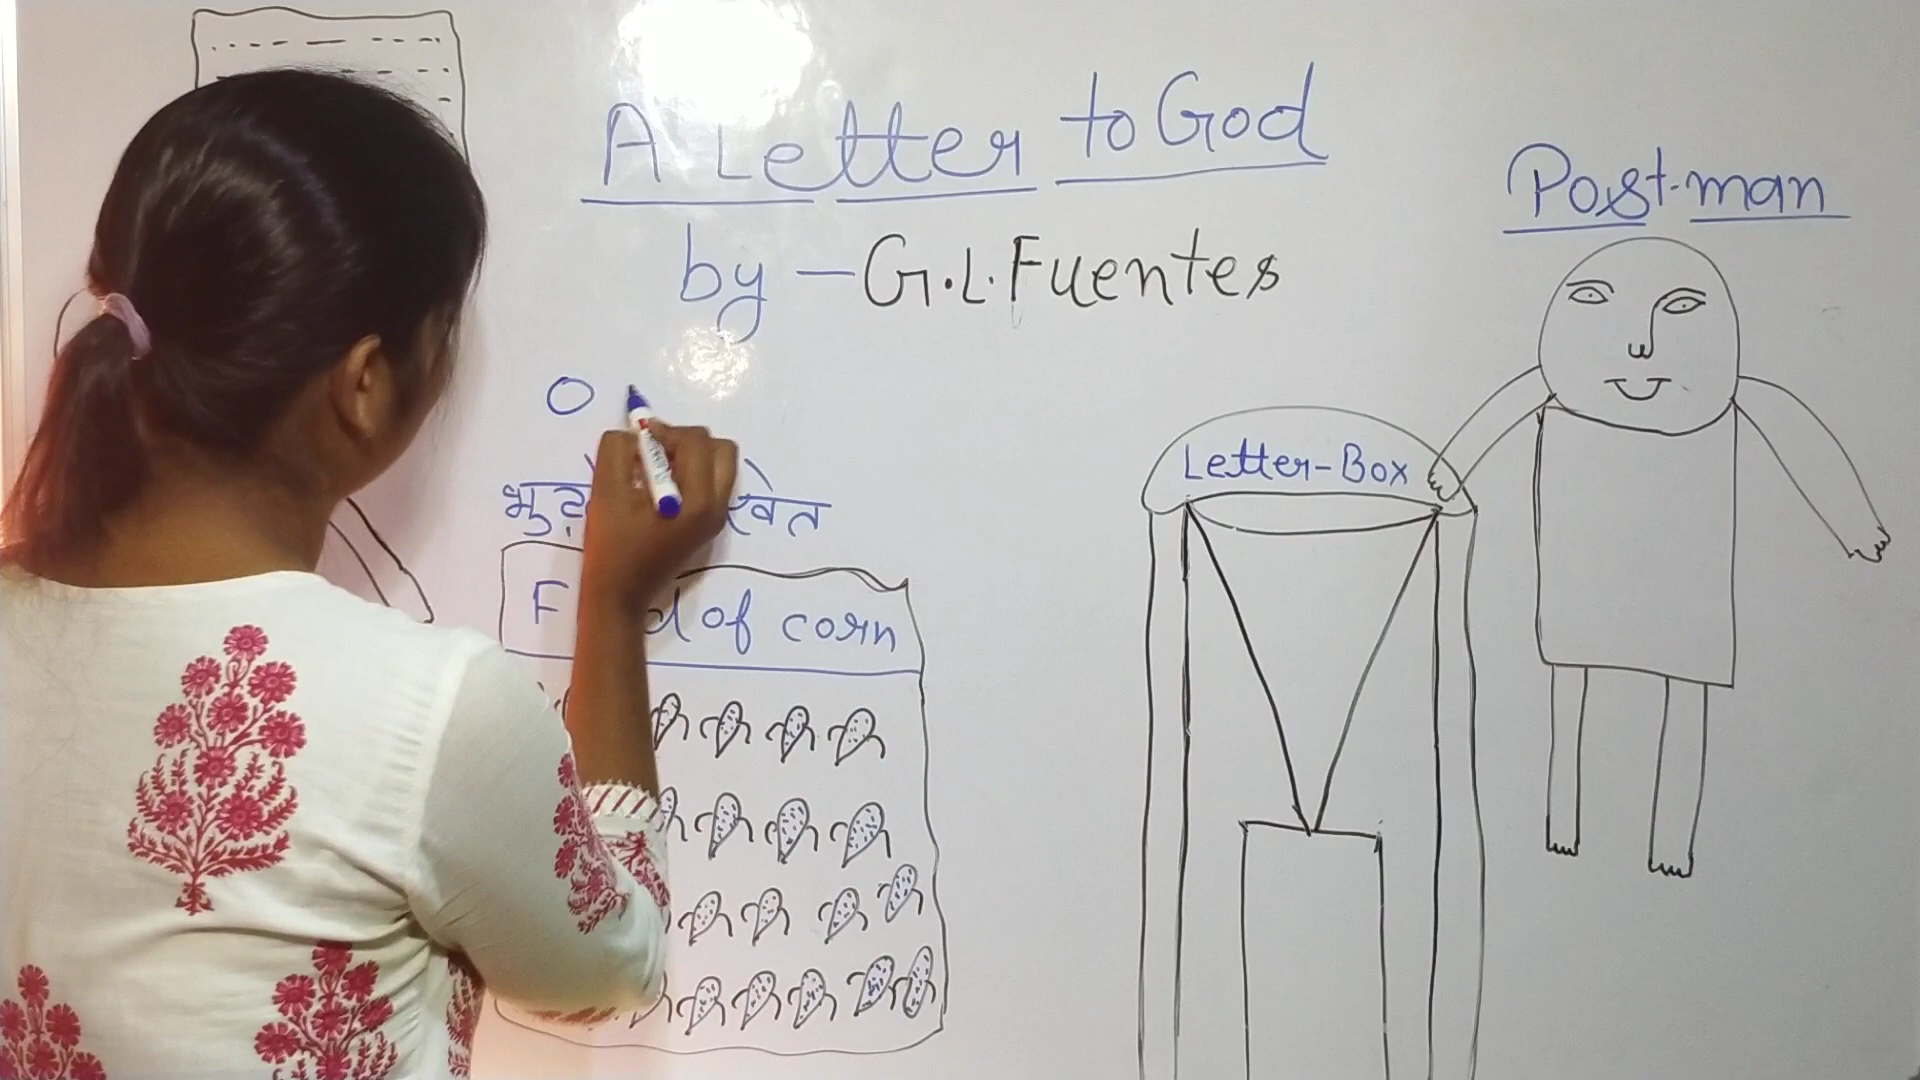 A Letter to God
by - G.L.Fuentes
Post-man
Letter-Box
खेत
of corn